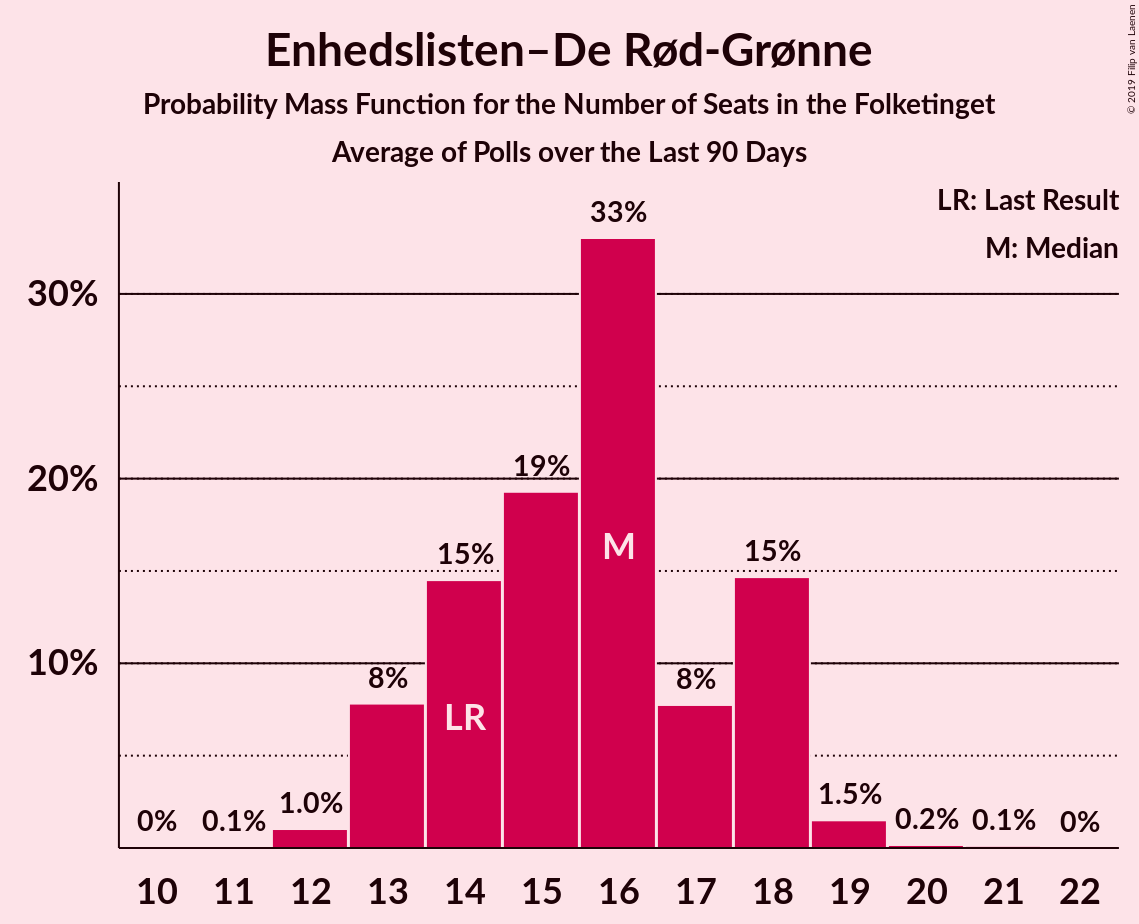 Enhedslisten–De Rød-Grønne
Probability Mass Function for the Number of Seats in the Folketinget
Average of Polls over the Last 90 Days
© 2019 Filip van Laenen
LR: Last Result
M: Median
33%
30%
19%
20%
M
15%
15%
10%
8%
8%
LR
1.0%
1.5%
0%
0.1%
0.2%
0.1%
0%
10 11 12 13 14 15 16 17 18 19 20 21 22